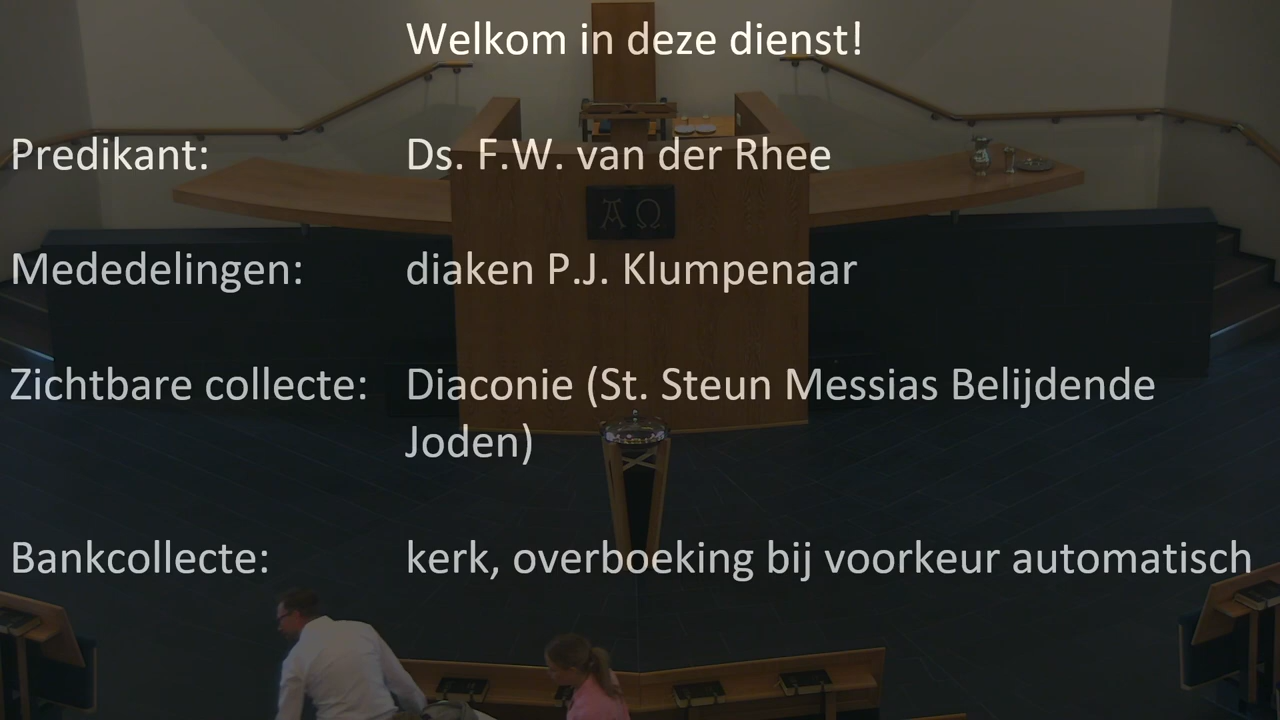 Welkom in deze dienst!
Predikant: Ds. F.W. van der Rhee
Mededelingen: diaken P.J. Klumpenaar
Zichtbare collecte: Diaconie (St. Steun Messias Belijdende
Joden)
Bankcollecte: kerk, overboeking bij voorkeur automatisch
Α Ω